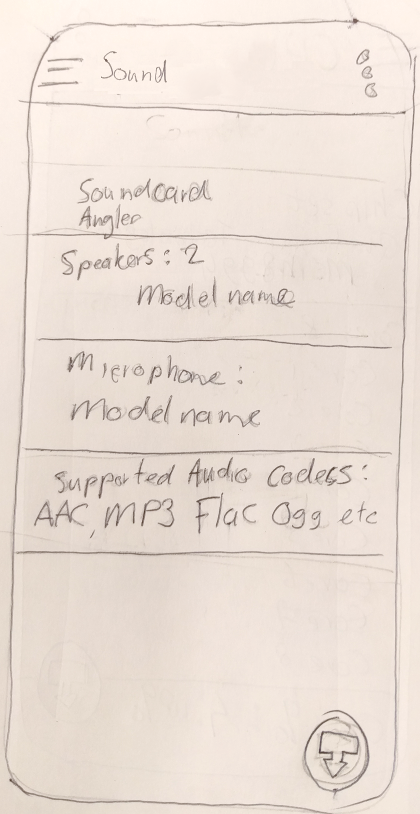 Sound
Soundcard
Angler
Speakers: 2
Model name
Microphone:
Model name
Supported Audio Codecs:
AAC, MP3 Flac Ogg etc